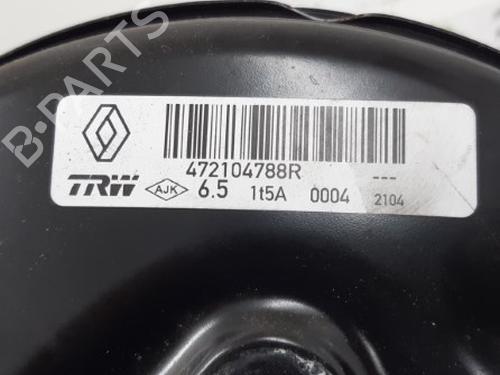 B-PARTS
472104788R ---
TRW AJK 6.5 1t5A 0004 2104